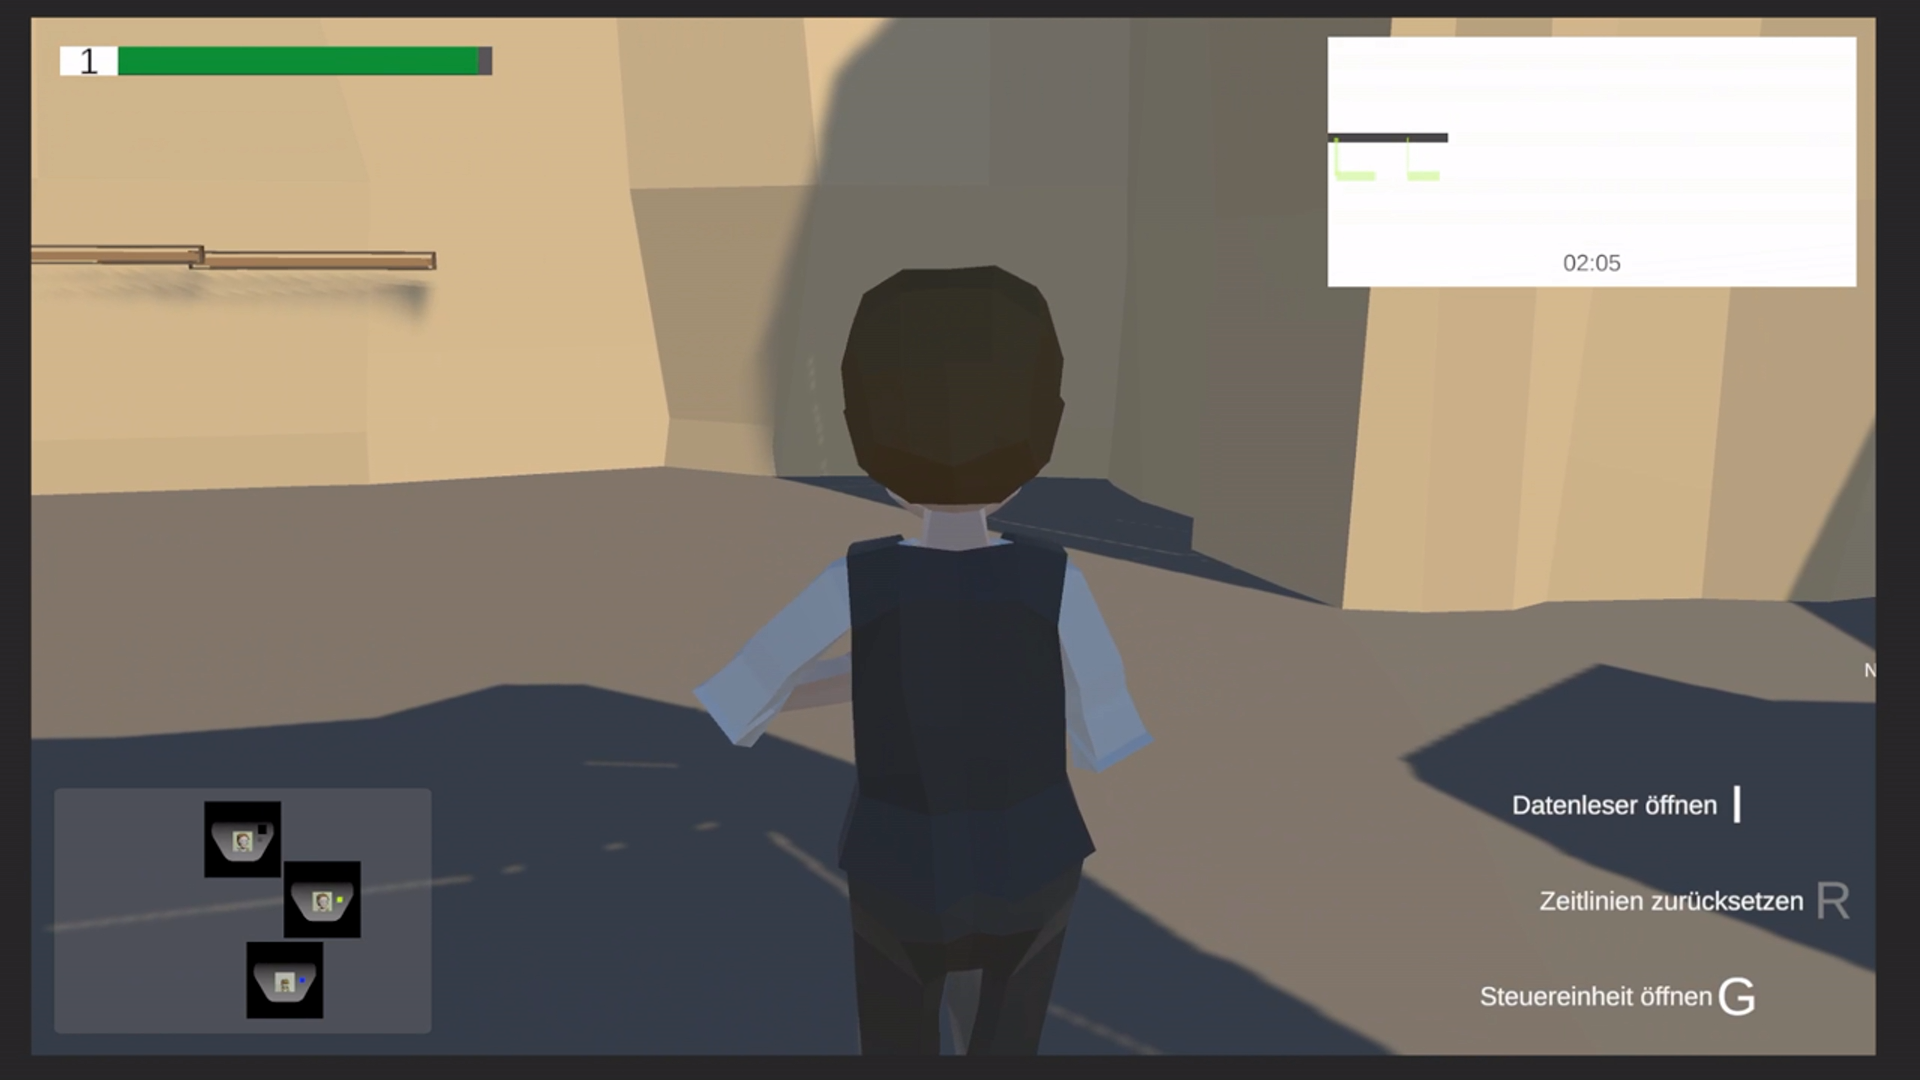 1
02:05
N
Datenleser öffnen I
Zeitlinien zurücksetzen R
Steuereinheit öffnen G